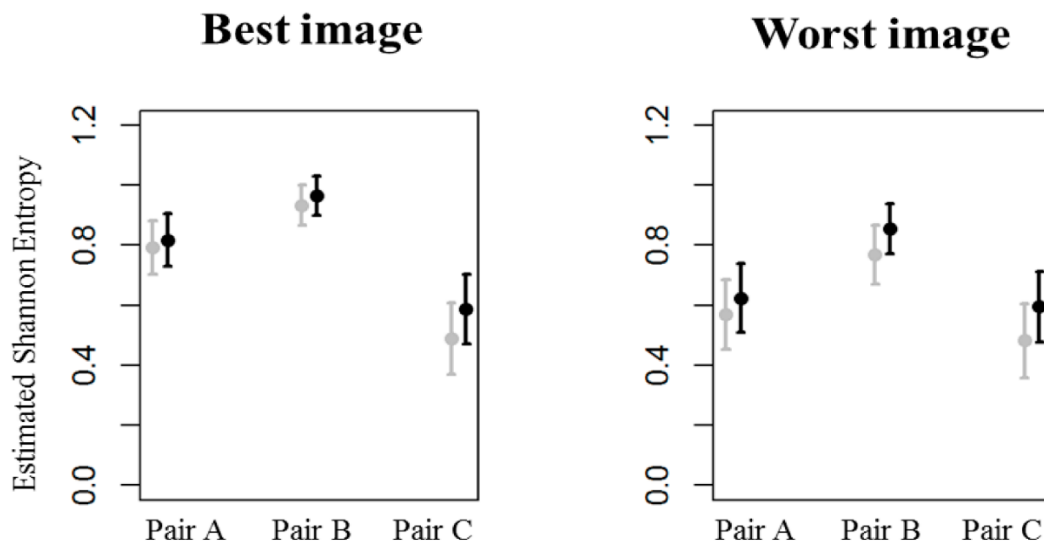 Best image
Worst image
Estimated Shannon Entropy
1.2
0.8
0.4
0.0
Pair A Pair B Pair C
1.2
0.8
0.4
0.0
Pair A Pair B Pair C